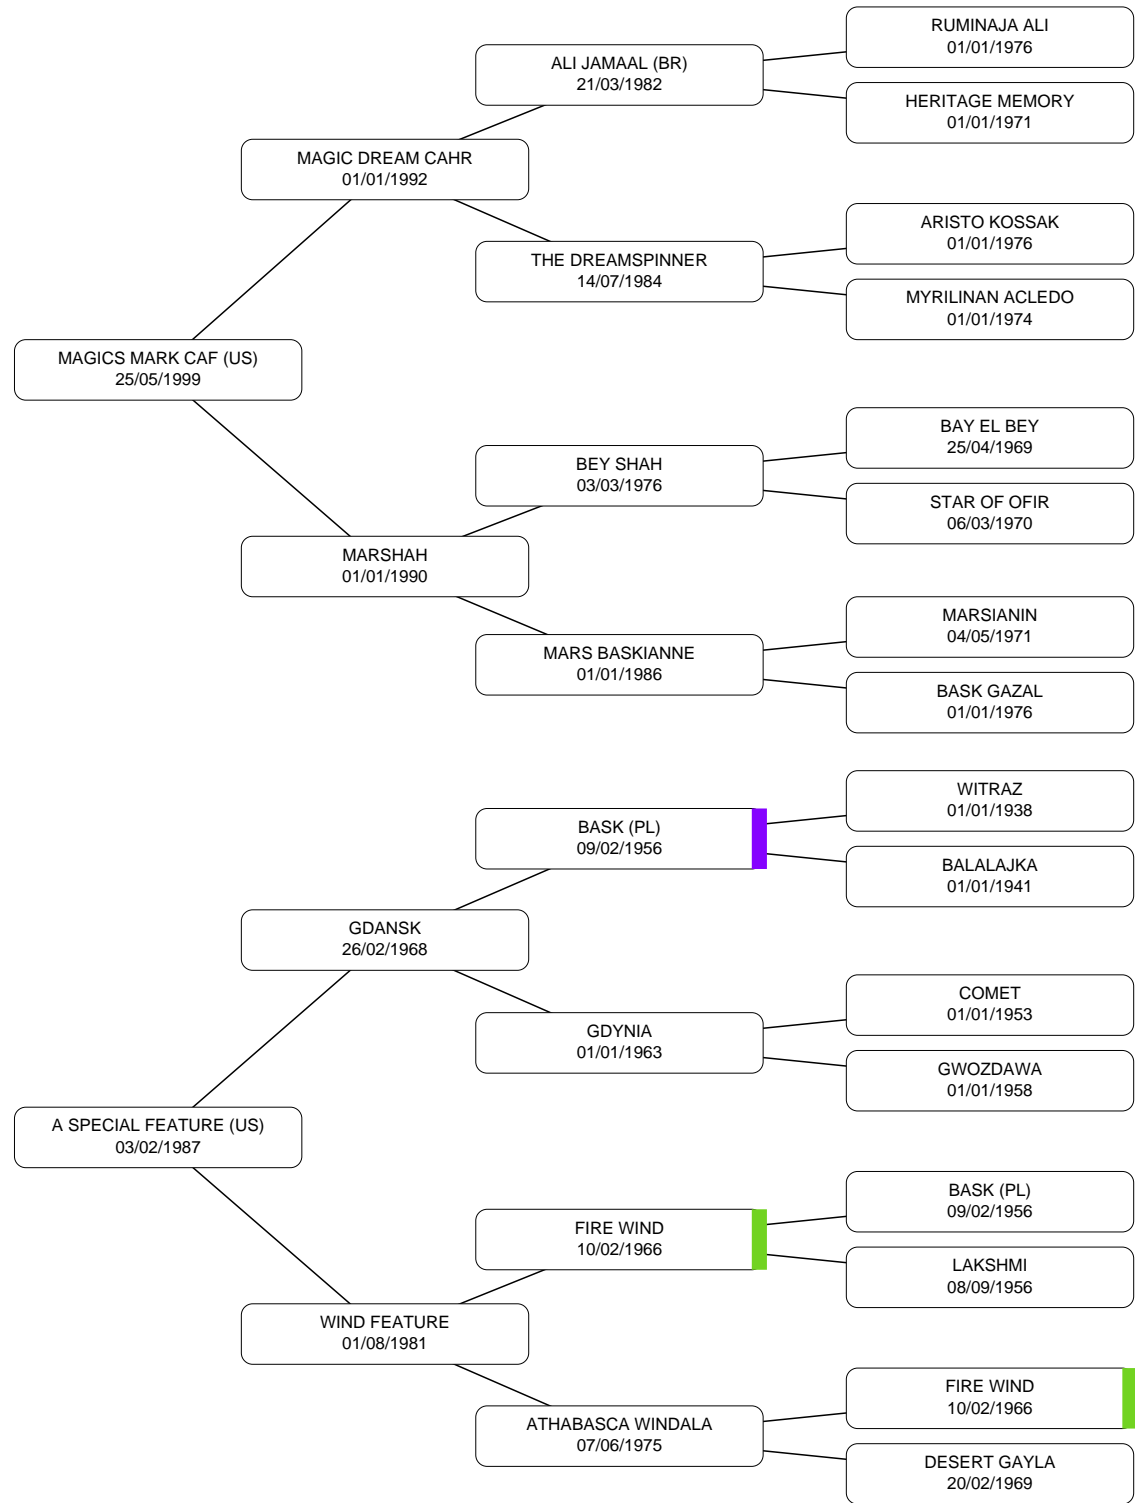 RUMINAJA ALI
01/01/1976
ALI JAMAAL (BR)
21/03/1982
HERITAGE MEMORY
01/01/1971
MAGIC DREAM CAHR
01/01/1992
ARISTO KOSSAK
01/01/1976
THE DREAMSPINNER
14/07/1984
MYRILINAN ACLEDO
01/01/1974
MAGICS MARK CAF (US)
25/05/1999
BAY EL BEY
25/04/1969
BEY SHAH
03/03/1976
STAR OF OFIR
06/03/1970
MARSHAH
01/01/1990
MARSIANIN
04/05/1971
MARS BASKIANNE
01/01/1986
BASK GAZAL
01/01/1976
WITRAZ
01/01/1938
BASK (PL)
09/02/1956
BALALAJKA
01/01/1941
GDANSK
26/02/1968
COMET
01/01/1953
GDYNIA
01/01/1963
GWOZDAWA
01/01/1958
A SPECIAL FEATURE (US)
03/02/1987
BASK (PL)
09/02/1956
FIRE WIND
10/02/1966
LAKSHMI
08/09/1956
WIND FEATURE
01/08/1981
FIRE WIND
10/02/1966
ATHABASCA WINDALA
07/06/1975
DESERT GAYLA
20/02/1969